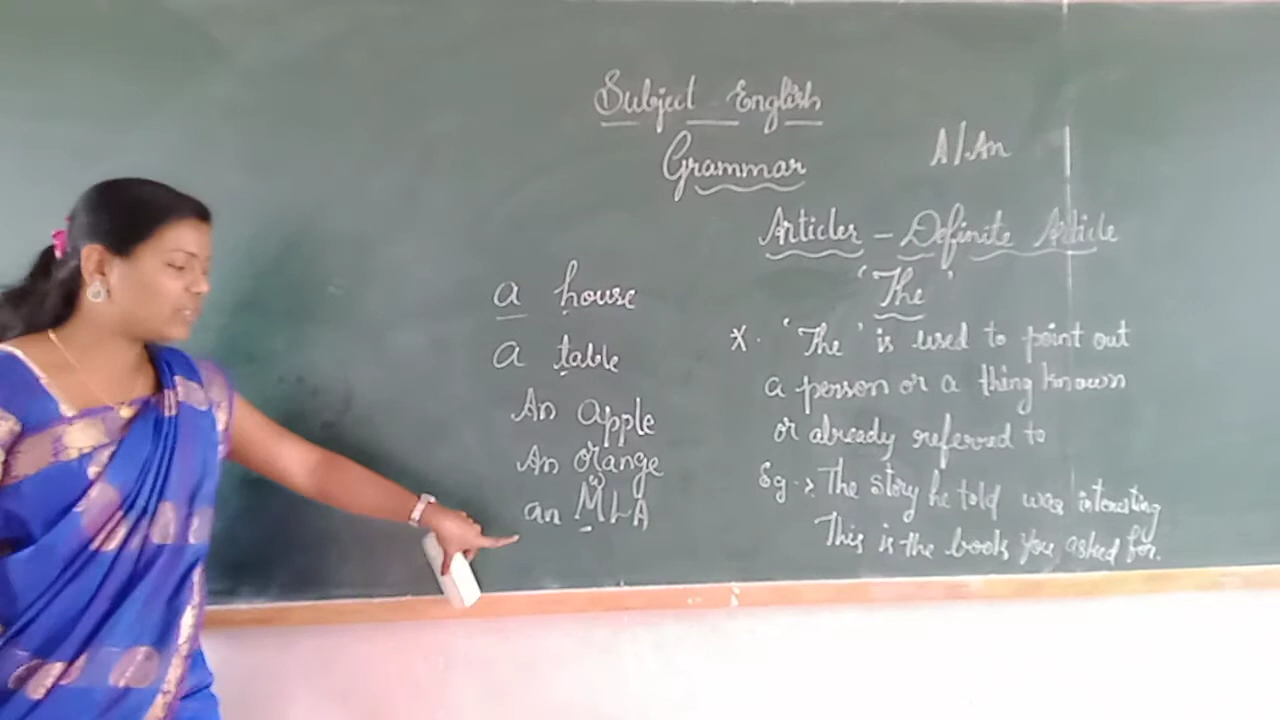 Subject English
Grammar
A/An
Articles - Definite Article
'The'
a house
a table
An apple
An orange
an MLA
* . 'The' is used to point out
a person or a thing known
or already referred to
Eg -> The story he told was interesting
This is the book you asked for.